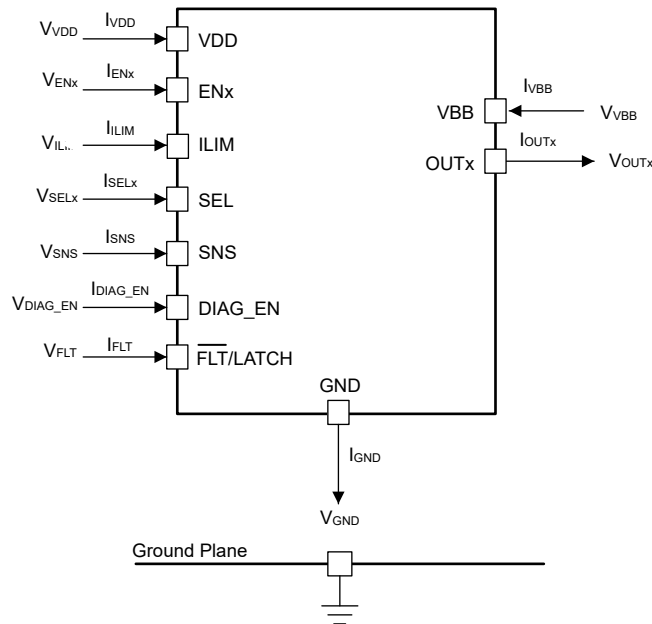 IVDD
VVDD
VDD
IENx
VENx
ENx
IVBB
VBB
VVBB
IILIM
ILIM
IOUTx
OUTx
VOUTx
ISELx
VSELx
SEL
ISNS
VSNS
SNS
IDIAG_EN
VDIAG_EN
DIAG_EN
IFLT
VFLT
FLT/LATCH
GND
IGND
VGND
Ground Plane